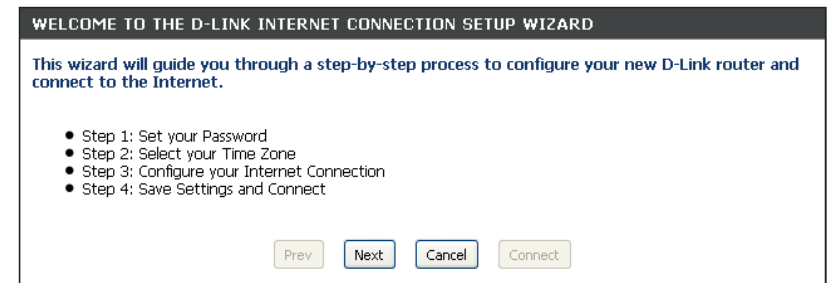 WELCOME TO THE D-LINK INTERNET CONNECTION SETUP WIZARD
This wizard will guide you through a step-by-step process to configure your new D-Link router and
connect to the Internet.
● Step 1: Set your Password
● Step 2: Select your Time Zone
● Step 3: Configure your Internet Connection
● Step 4: Save Settings and Connect
Prev Next Cancel Connect